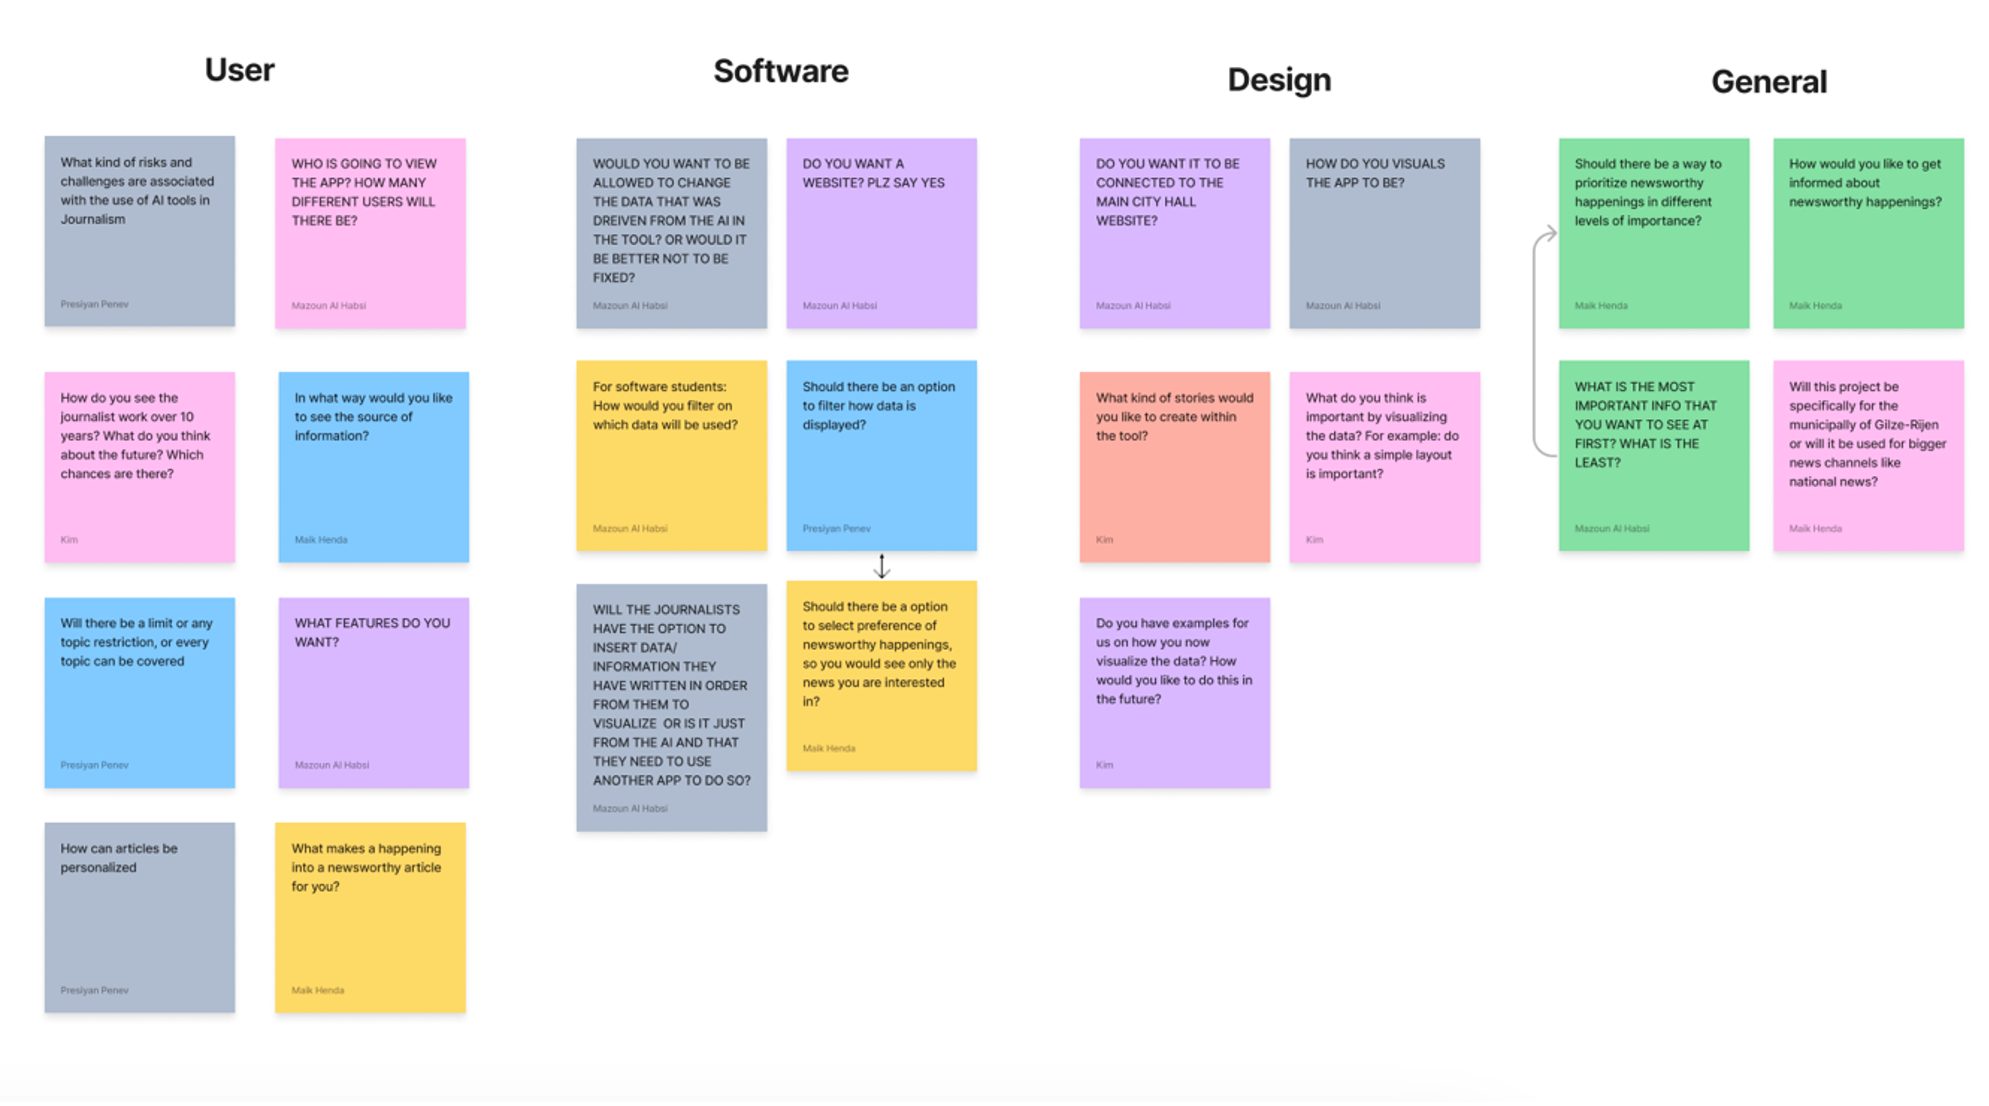 User
What kind of risks and
challenges are associated
with the use of AI tools in
Journalism
Presiyan Penev
WHO IS GOING TO VIEW
THE APP? HOW MANY
DIFFERENT USERS WILL
THERE BE?
Mazoun Al Habsi
How do you see the
journalist work over 10
years? What do you think
about the future? Which
chances are there?
Kim
In what way would you like
to see the source of
information?
Maik Henda
Will there be a limit or any
topic restriction, or every
topic can be covered
Presiyan Penev
WHAT FEATURES DO YOU
WANT?
Mazoun Al Habsi
How can articles be
personalized
Presiyan Penev
What makes a happening
into a newsworthy article
for you?
Maik Henda
Software
WOULD YOU WANT TO BE
ALLOWED TO CHANGE
THE DATA THAT WAS
DREIVEN FROM THE AI IN
THE TOOL? OR WOULD IT
BE BETTER NOT TO BE
FIXED?
Mazoun Al Habsi
DO YOU WANT A
WEBSITE? PLZ SAY YES
Mazoun Al Habsi
For software students:
How would you filter on
which data will be used?
Mazoun Al Habsi
Should there be an option
to filter how data is
displayed?
Presiyan Penev
WILL THE JOURNALISTS
HAVE THE OPTION TO
INSERT DATA/
INFORMATION THEY
HAVE WRITTEN IN ORDER
FROM THEM TO
VISUALIZE OR IS IT JUST
FROM THE AI AND THAT
THEY NEED TO USE
ANOTHER APP TO DO SO?
Mazoun Al Habsi
Should there be a option
to select preference of
newsworthy happenings,
so you would see only the
news you are interested
in?
Maik Henda
Design
DO YOU WANT IT TO BE
CONNECTED TO THE
MAIN CITY HALL
WEBSITE?
Mazoun Al Habsi
HOW DO YOU VISUALS
THE APP TO BE?
Mazoun Al Habsi
What kind of stories would
you like to create within
the tool?
Kim
What do you think is
important by visualizing
the data? For example: do
you think a simple layout
is important?
Kim
Do you have examples for
us on how you now
visualize the data? How
would you like to do this in
the future?
Kim
General
Should there be a way to
prioritize newsworthy
happenings in different
levels of importance?
Maik Henda
How would you like to get
informed about
newsworthy happenings?
Maik Henda
WHAT IS THE MOST
IMPORTANT INFO THAT
YOU WANT TO SEE AT
FIRST? WHAT IS THE
LEAST?
Mazoun Al Habsi
Will this project be
specifically for the
municipally of Gilze-Rijen
or will it be used for bigger
news channels like
national news?
Maik Henda